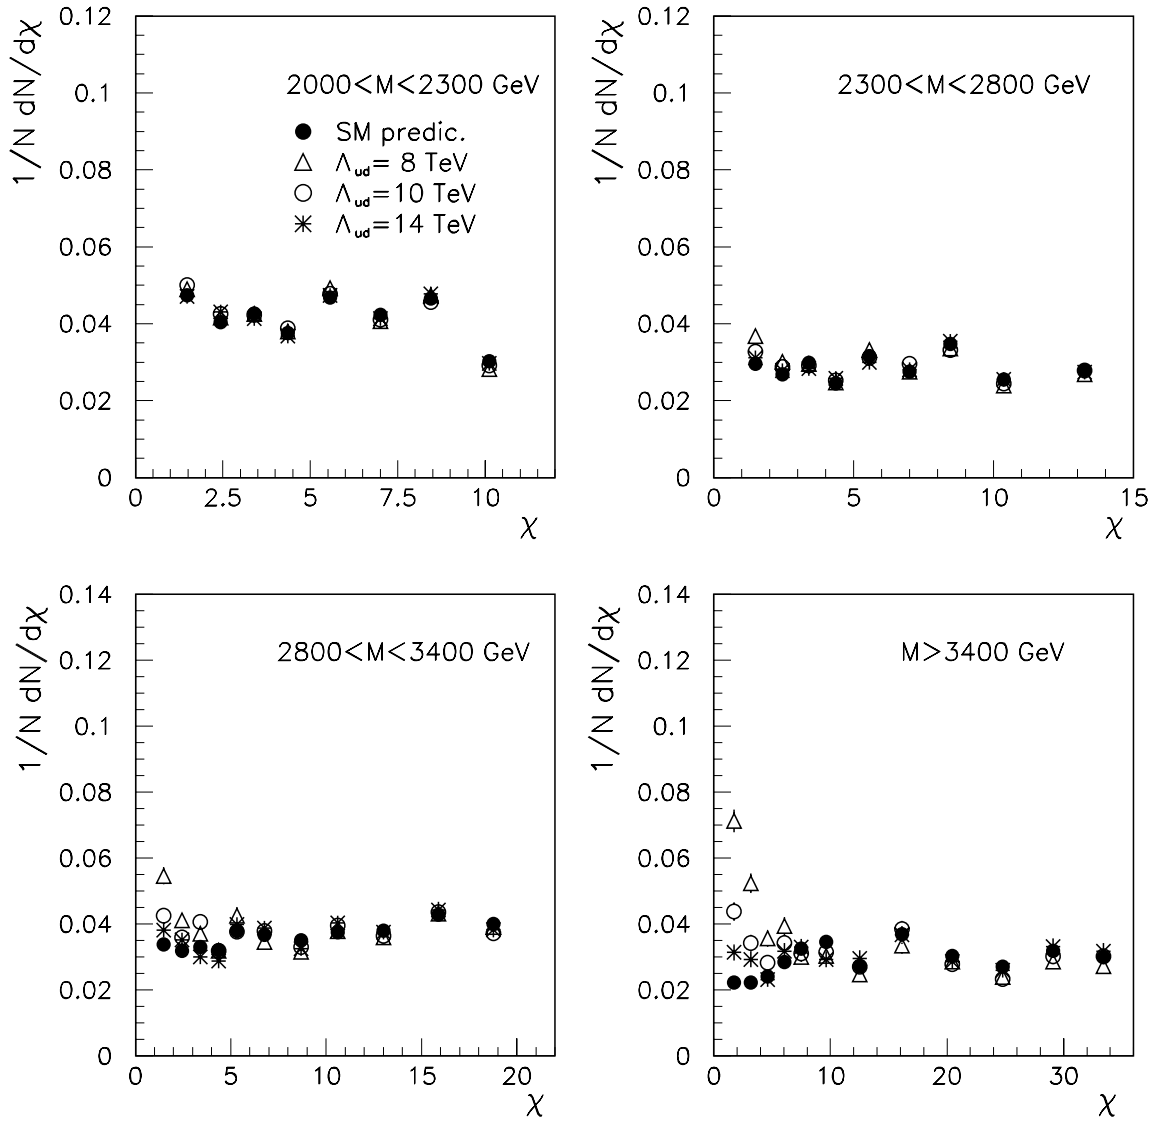 1/N dN/dχ
0.12
0.1
0.08
0.06
0.04
0.02
0
2000<M<2300 GeV
SM predic.
Λud= 8 TeV
Λud=10 TeV
Λud=14 TeV
0 2.5 5 7.5 10
χ
1/N dN/dχ
0.12
0.1
0.08
0.06
0.04
0.02
0
2300<M<2800 GeV
0 5 10 15
χ
1/N dN/dχ
0.14
0.12
0.1
0.08
0.06
0.04
0.02
0
2800<M<3400 GeV
0 5 10 15 20
χ
1/N dN/dχ
0.14
0.12
0.1
0.08
0.06
0.04
0.02
0
M>3400 GeV
0 10 20 30
χ